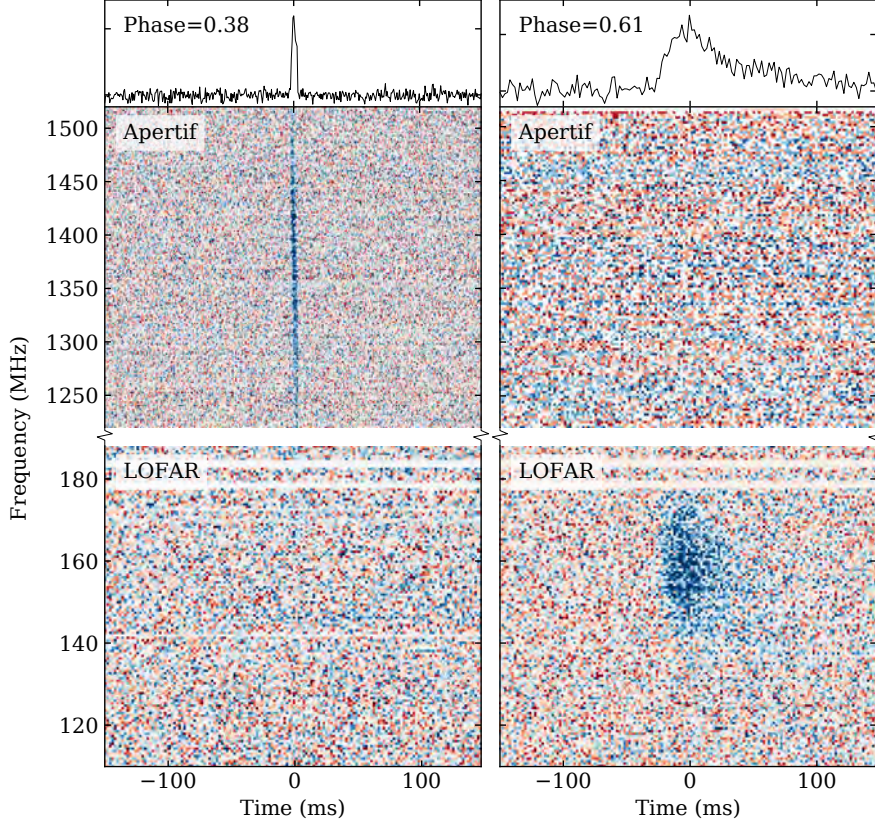 Phase=0.38
Phase=0.61
Apertif
Apertif
1500
1450
1400
1350
1300
1250
Frequency (MHz)
LOFAR
LOFAR
180
160
140
120
−100 0 100
−100 0 100
Time (ms)
Time (ms)